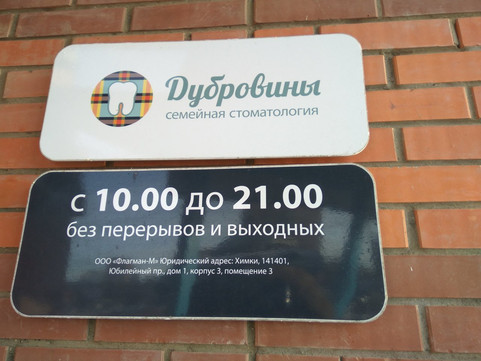 Дубровины
семейная стоматология
с 10.00 до 21.00
без перерывов и выходных
ООО «Флагман-М» Юридический адрес: Химки, 141401,
Юбилейный пр., дом 1, корпус 3, помещение 3